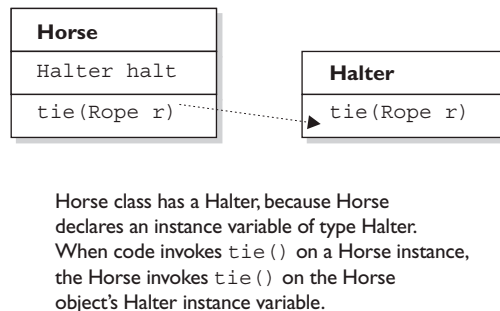 Horse
Halter halt
tie(Rope r)
Halter
tie(Rope r)
Horse class has a Halter, because Horse
declares an instance variable of type Halter.
When code invokes tie() on a Horse instance,
the Horse invokes tie() on the Horse
object's Halter instance variable.